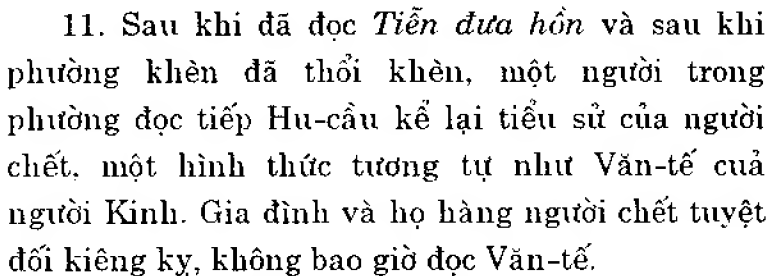 11. Sau khi đã đọc Tiễn đưa hồn và sau khi
phường khèn đã thổi khèn, một người trong
phường đọc tiếp Hu-cầu kể lại tiểu sử của người
chết, một hình thức tương tự như Văn-tế cuả
người Kinh. Gia đình và họ hàng người chết tuyệt
đối kiêng kỵ, không bao giờ đọc Văn-tế.